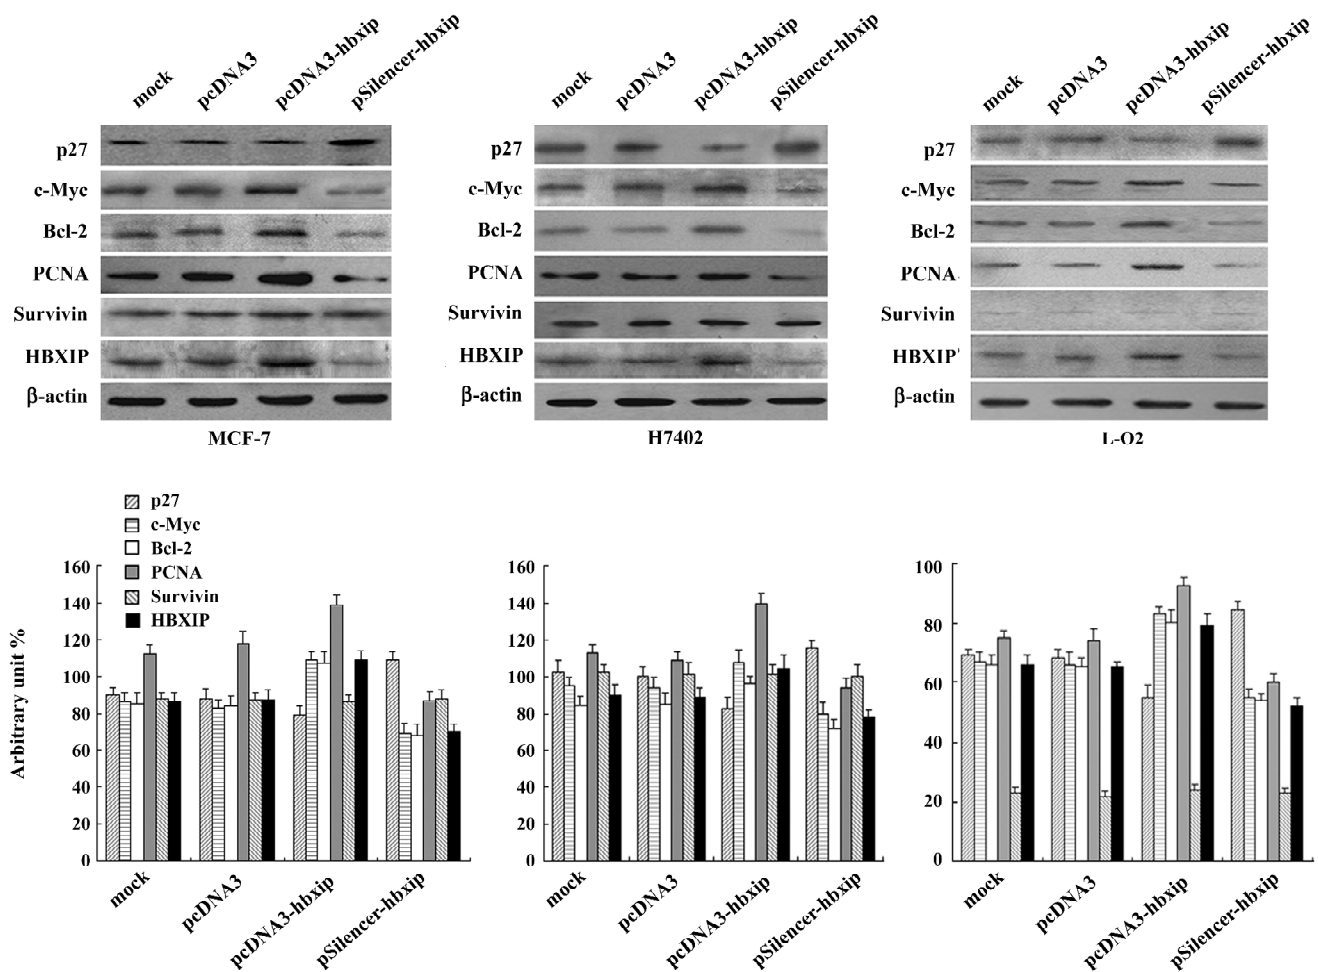 mock pcDNA3 pcDNA3-hbxip pSilencer-hbxip
p27
c-Myc
Bcl-2
PCNA
Survivin
HBXIP
β-actin
MCF-7
mock pcDNA3 pcDNA3-hbxip pSilencer-hbxip
p27
c-Myc
Bcl-2
PCNA
Survivin
HBXIP
β-actin
H7402
mock pcDNA3 pcDNA3-hbxip pSilencer-hbxip
p27
c-Myc
Bcl-2
PCNA
Survivin
HBXIP
β-actin
L-O2
p27
c-Myc
Bcl-2
PCNA
Survivin
HBXIP
Arbitrary unit %
160
140
120
100
80
60
40
20
0
mock pcDNA3 pcDNA3-hbxip pSilencer-hbxip
160
140
120
100
80
60
40
20
0
mock pcDNA3 pcDNA3-hbxip pSilencer-hbxip
100
80
60
40
20
0
mock pcDNA3 pcDNA3-hbxip pSilencer-hbxip